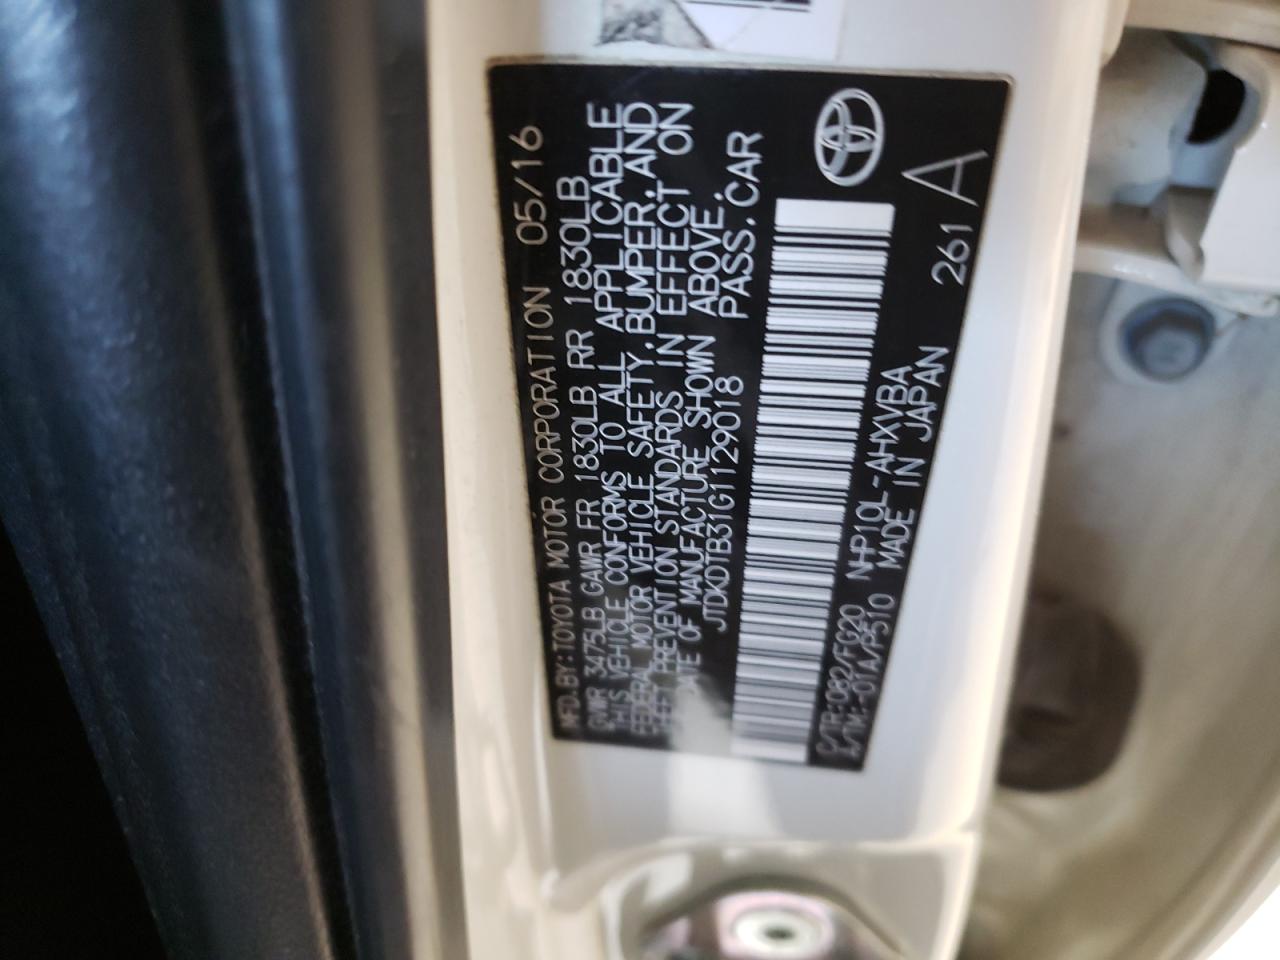 MFD.BY:TOYOTA MOTOR CORPORATION 05/16
GVWR 3475LB GAWR FR 1830LB RR 1830LB
THIS VEHICLE CONFORMS TO ALL APPLICABLE
FEDERAL MOTOR VEHICLE SAFETY, BUMPER, AND
THEFT PREVENTION STANDARDS IN EFFECT ON
DATE OF MANUFACTURE SHOWN ABOVE.
JTDKDTB31G1129018 PASS.CAR
C/TR:082/FG20 NHP10L-AHXVBA 261
A/TM:-01A/P510 MADE IN JAPAN A